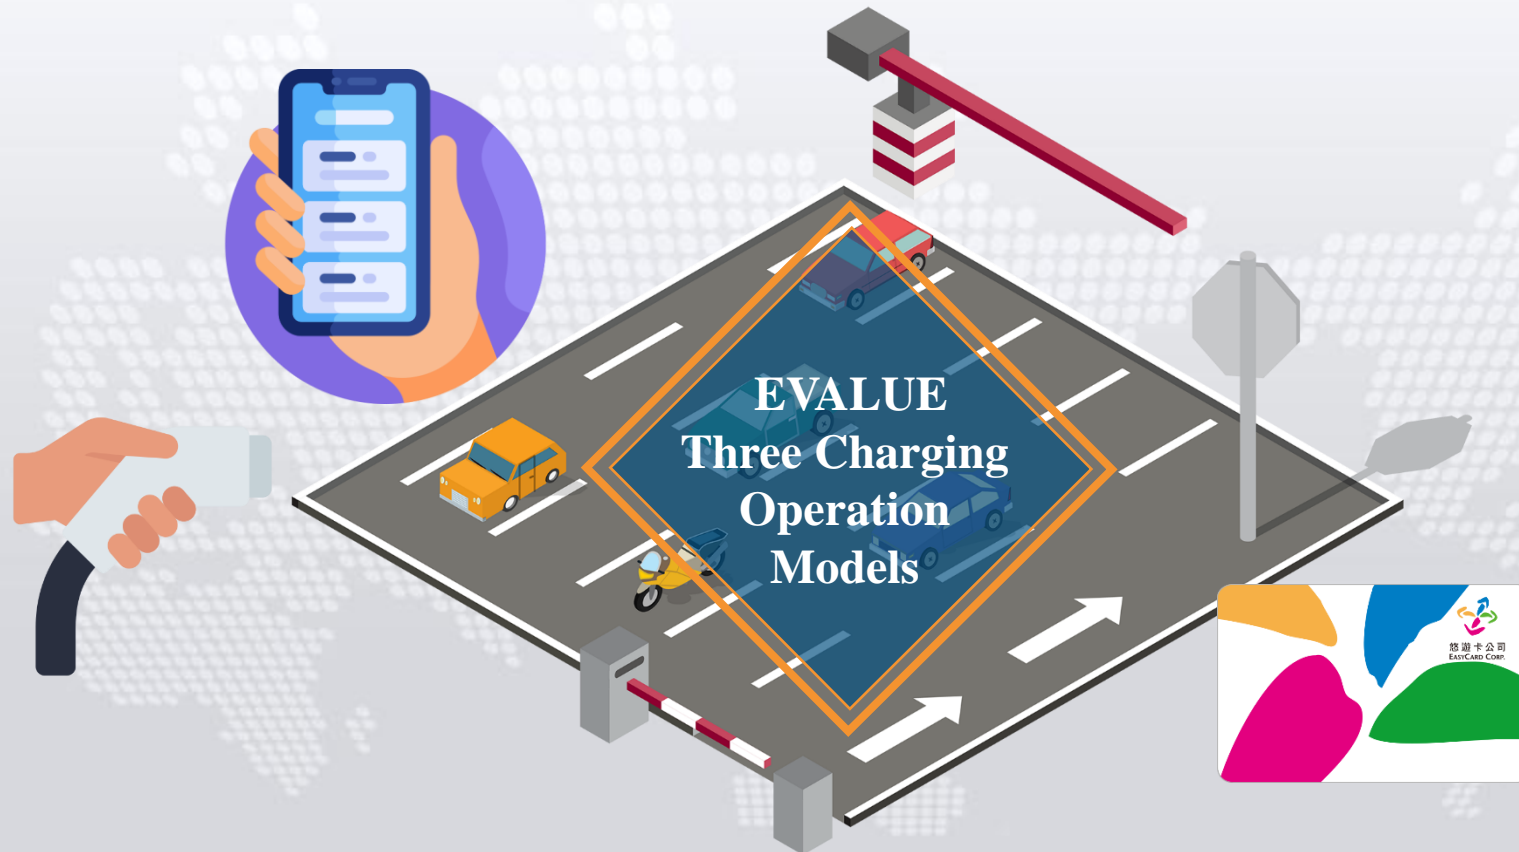 EVALUE
Three Charging
Operation
Models
悠遊卡公司
EASYCARD CORP.